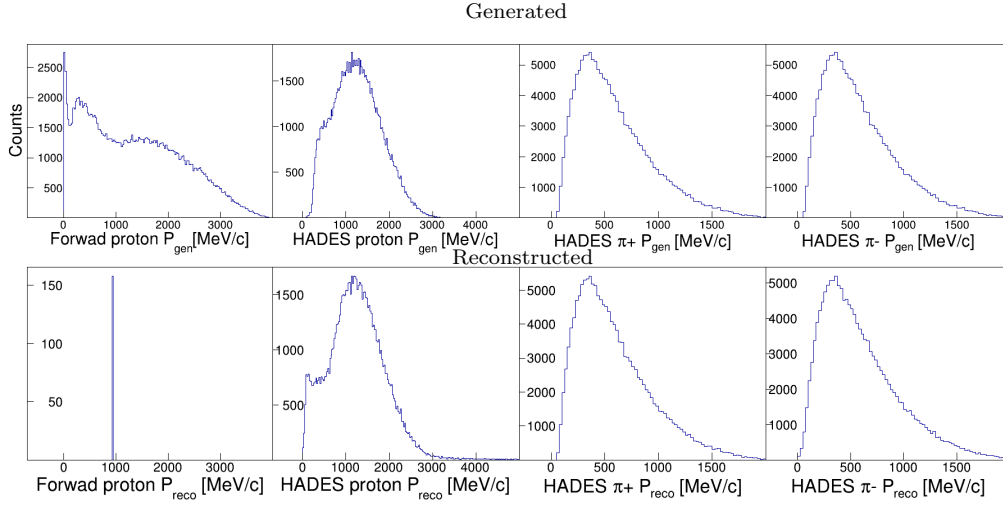 Generated
Counts
2500
2000
1500
1000
500
0 1000 2000 3000
Forwad proton P_gen[MeV/c]
1500
1000
500
0 1000 2000 3000 4000
HADES proton P_gen [MeV/c]
5000
4000
3000
2000
1000
0 500 1000 1500
HADES π+ P_gen [MeV/c]
5000
4000
3000
2000
1000
0 500 1000 1500
HADES π- P_gen [MeV/c]
Reconstructed
150
100
50
0 1000 2000 3000
Forwad proton P_reco [MeV/c]
1500
1000
500
0 1000 2000 3000 4000
HADES proton P_reco [MeV/c]
5000
4000
3000
2000
1000
0 500 1000 1500
HADES π+ P_reco [MeV/c]
5000
4000
3000
2000
1000
0 500 1000 1500
HADES π- P_reco [MeV/c]